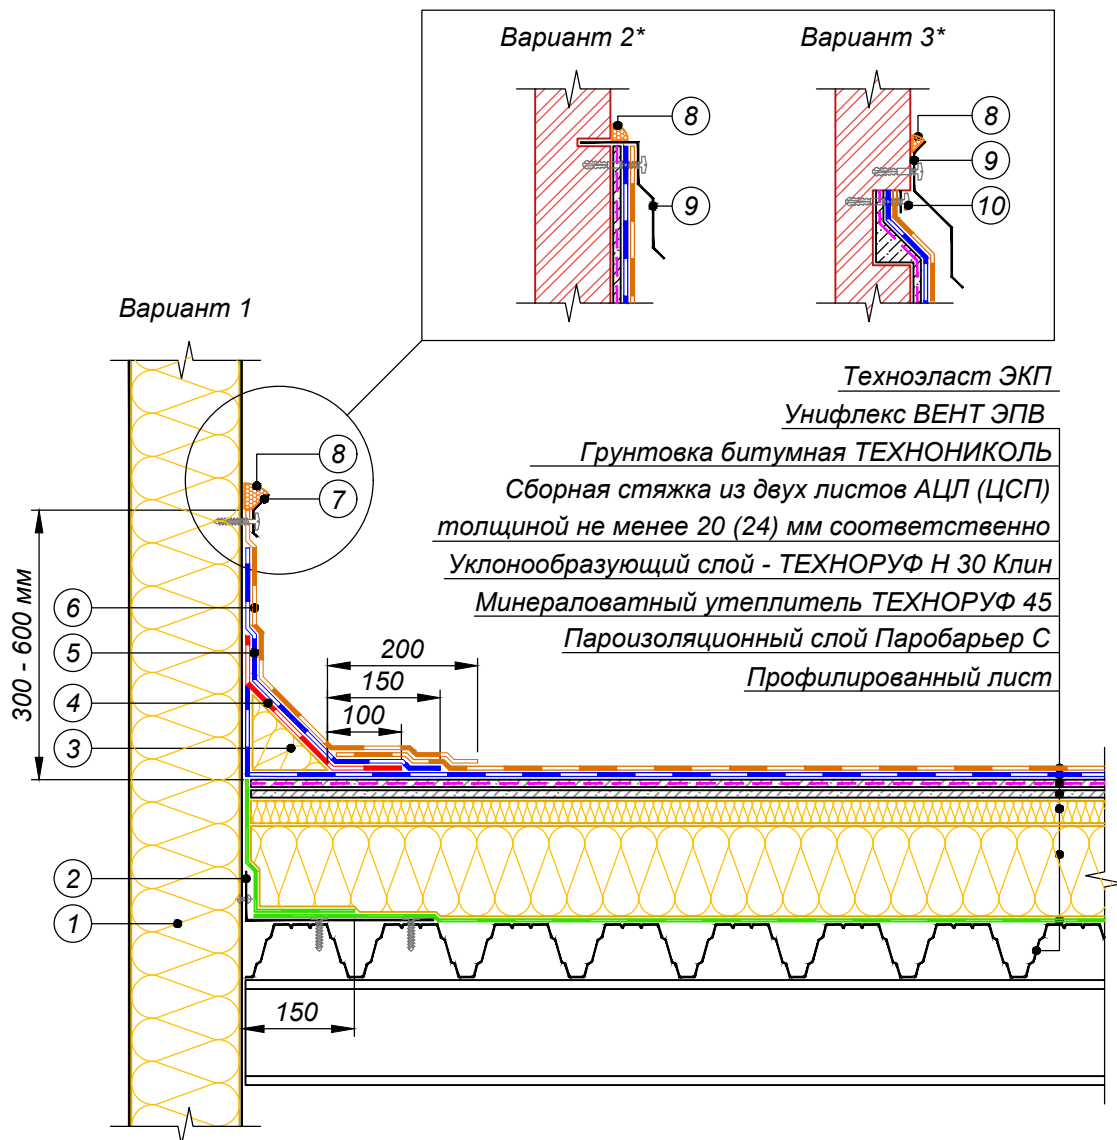 Вариант 2*
Вариант 3*
8
9
8
9
10
Вариант 1
Техноэласт ЭКП
Унифлекс ВЕНТ ЭПВ
Грунтовка битумная ТЕХНОНИКОЛЬ
Сборная стяжка из двух листов АЦЛ (ЦСП)
толщиной не менее 20 (24) мм соответственно
Уклонообразующий слой - ТЕХНОРУФ Н 30 Клин
Минераловатный утеплитель ТЕХНОРУФ 45
Пароизоляционный слой Паробарьер С
Профилированный лист
8
7
300 - 600 мм
6
5
4
3
200
150
100
2
1
150